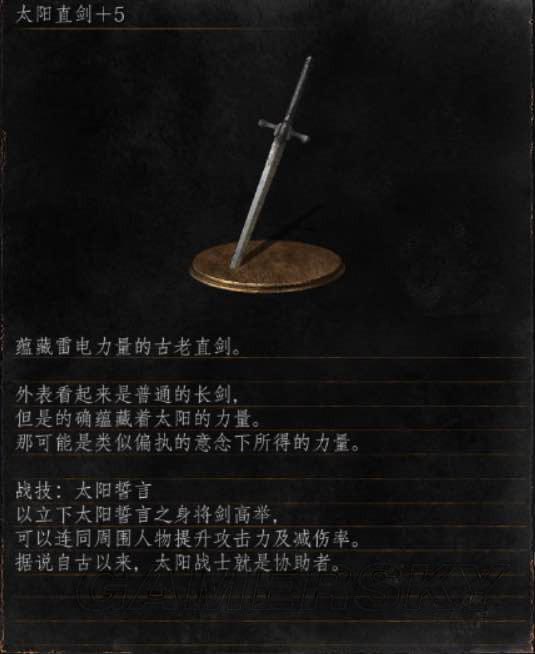 太阳直剑＋5
蕴藏雷电力量的古老直剑。
外表看起来是普通的长剑，
但是的确蕴藏着太阳的力量。
那可能是类似偏执的意念下所得的力量。
战技：太阳誓言
以立下太阳誓言之身将剑高举，
可以连同周围人物提升攻击力及减伤率。
据说自古以来，太阳战士就是协助者。
GAMERSKY